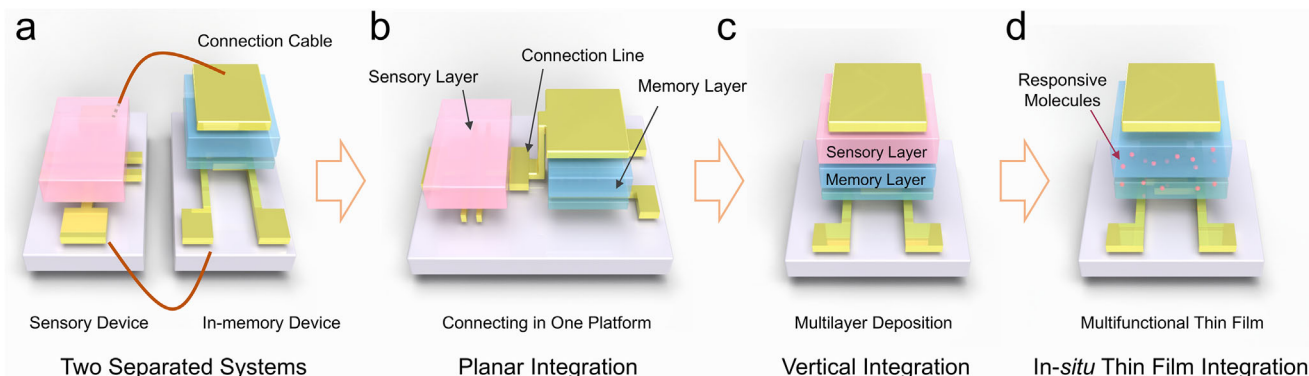 a
Connection Cable
Sensory Device
In-memory Device
Two Separated Systems
b
Connection Line
Sensory Layer
Memory Layer
Connecting in One Platform
Planar Integration
c
Sensory Layer
Memory Layer
Multilayer Deposition
Vertical Integration
d
Responsive
Molecules
Multifunctional Thin Film
In-situ Thin Film Integration